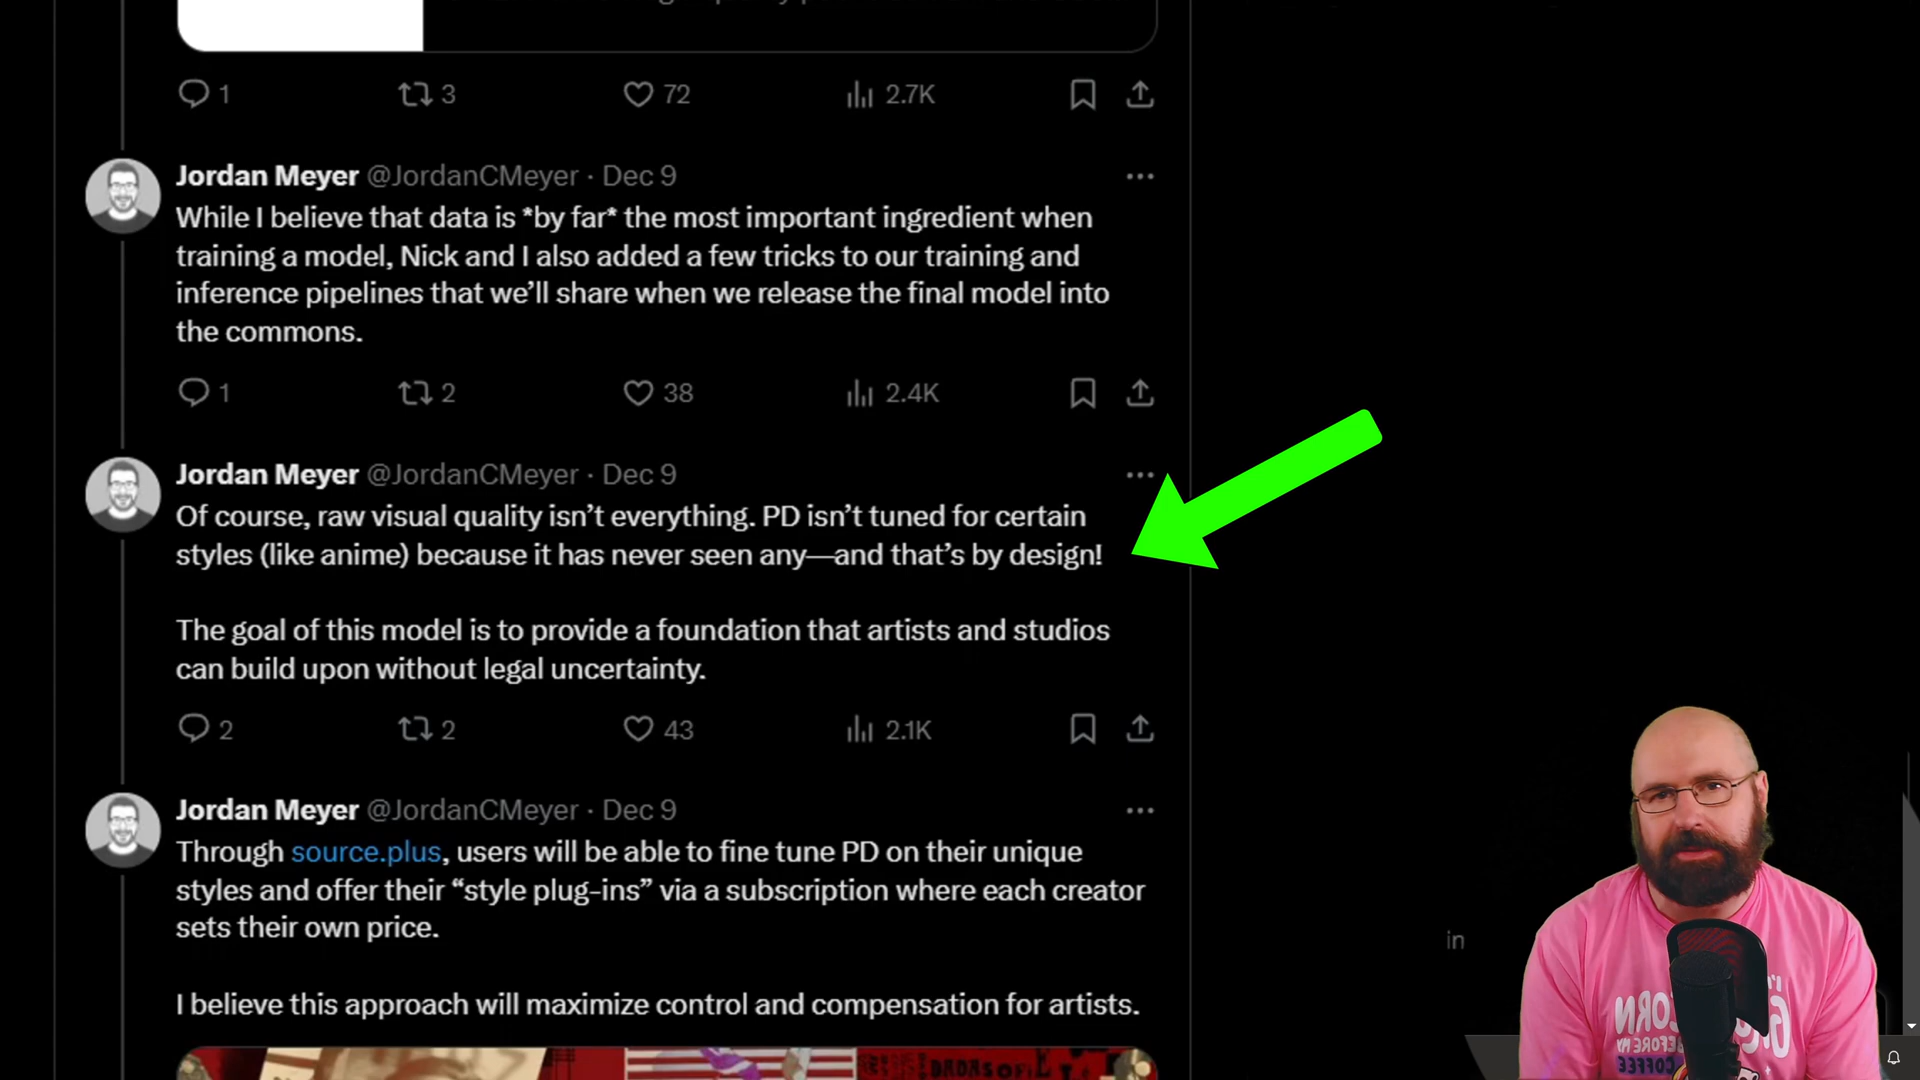 1 3 72 2.7K
Jordan Meyer @JordanCMeyer · Dec 9
While I believe that data is *by far* the most important ingredient when
training a model, Nick and I also added a few tricks to our training and
inference pipelines that we’ll share when we release the final model into
the commons.
1 2 38 2.4K
Jordan Meyer @JordanCMeyer · Dec 9
Of course, raw visual quality isn’t everything. PD isn’t tuned for certain
styles (like anime) because it has never seen any—and that’s by design!
The goal of this model is to provide a foundation that artists and studios
can build upon without legal uncertainty.
2 2 43 2.1K
Jordan Meyer @JordanCMeyer · Dec 9
Through source.plus, users will be able to fine tune PD on their unique
styles and offer their “style plug-ins” via a subscription where each creator
sets their own price.
I believe this approach will maximize control and compensation for artists.
in
COFFEE